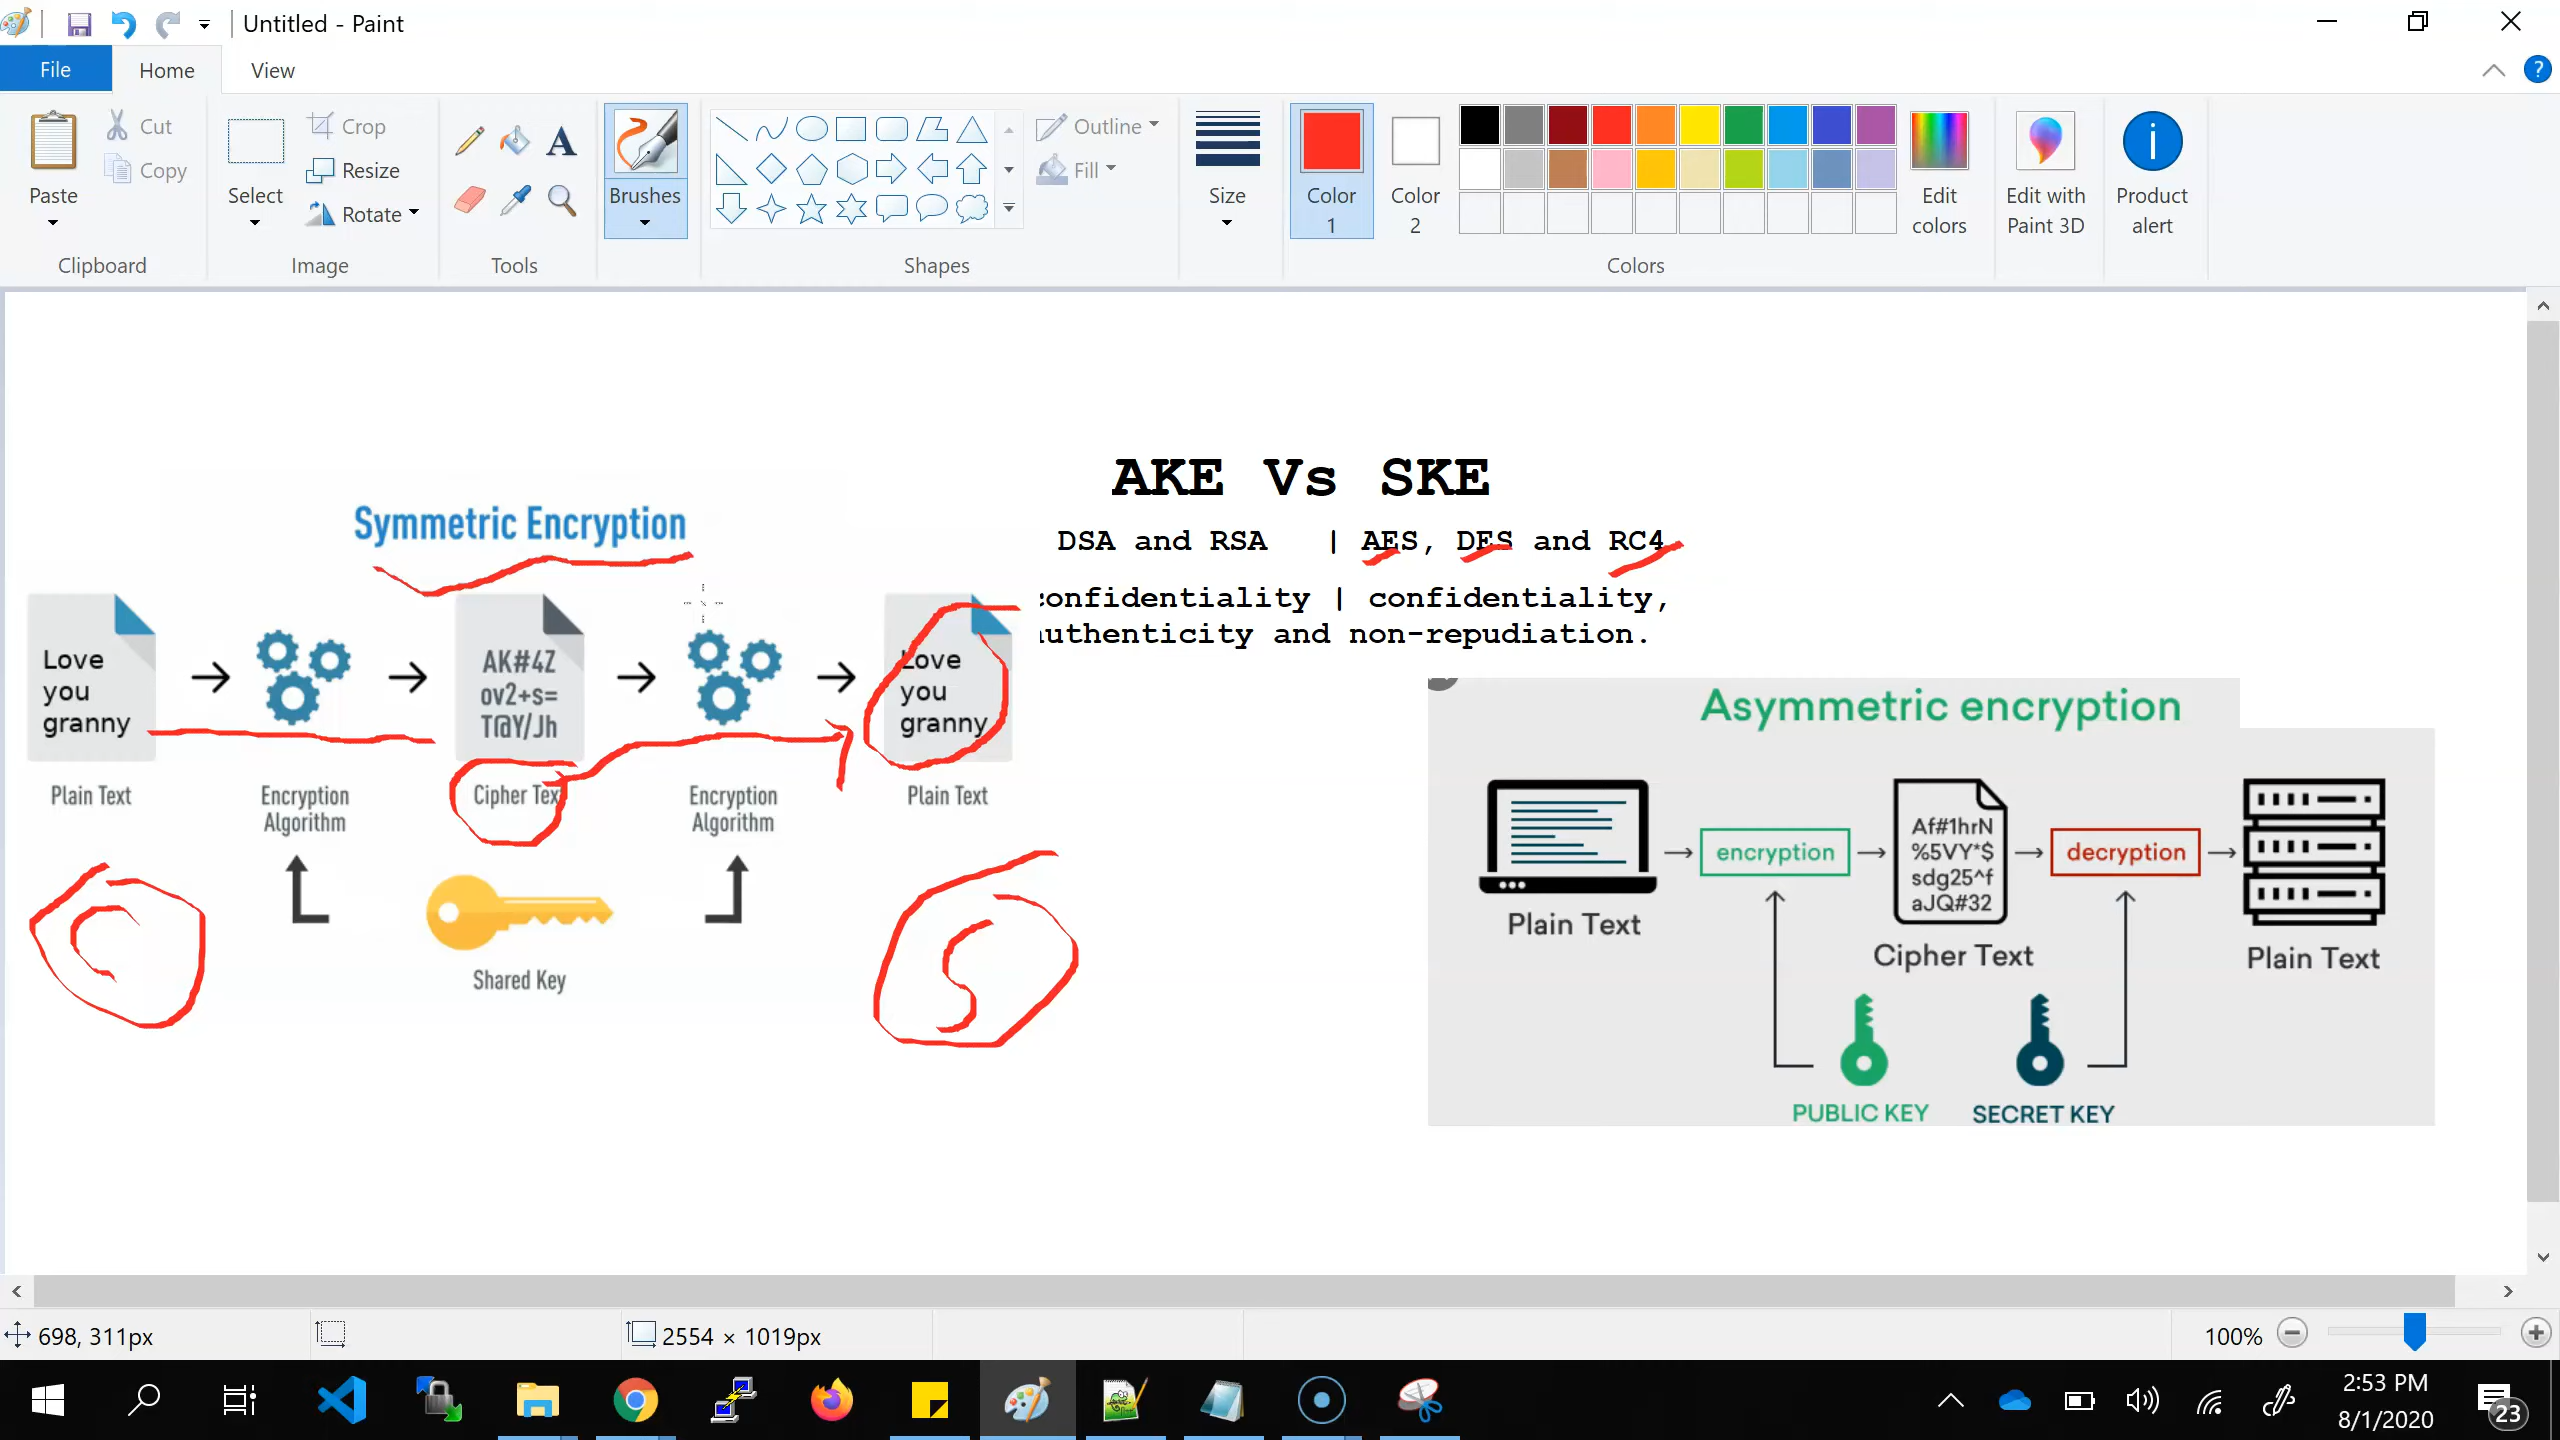 Untitled - Paint
File Home View
Paste
Cut
Copy
Clipboard
Select
Crop
Resize
Rotate
Image
A
Tools
Brushes
Outline
Fill
Shapes
Size
Color 1
Color 2
Edit colors
Colors
Edit with Paint 3D
Product alert
AKE Vs SKE
DSA and RSA | AES, DES and RC4
confidentiality | confidentiality,
authenticity and non-repudiation.
Symmetric Encryption
Love
you
granny
AK#4Z
ov2+s=
T@Y/Jh
Love
you
granny
Plain Text
Encryption
Algorithm
Cipher Text
Encryption
Algorithm
Plain Text
C
Shared Key
S
Asymmetric encryption
Plain Text
encryption
Af#1hrN
%5VY*$
sdg25^f
aJQ#32
Cipher Text
decryption
Plain Text
PUBLIC KEY
SECRET KEY
698, 311px
2554 × 1019px
100%
2:53 PM
8/1/2020
23